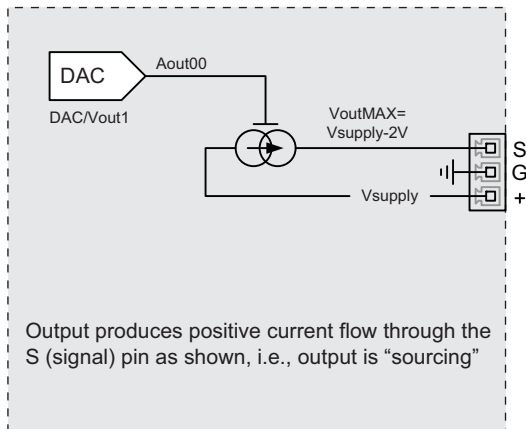 DAC
Aout00
DAC/Vout1
VoutMAX=
Vsupply-2V
S
G
Vsupply
+
Output produces positive current flow through the
S (signal) pin as shown, i.e., output is “sourcing”